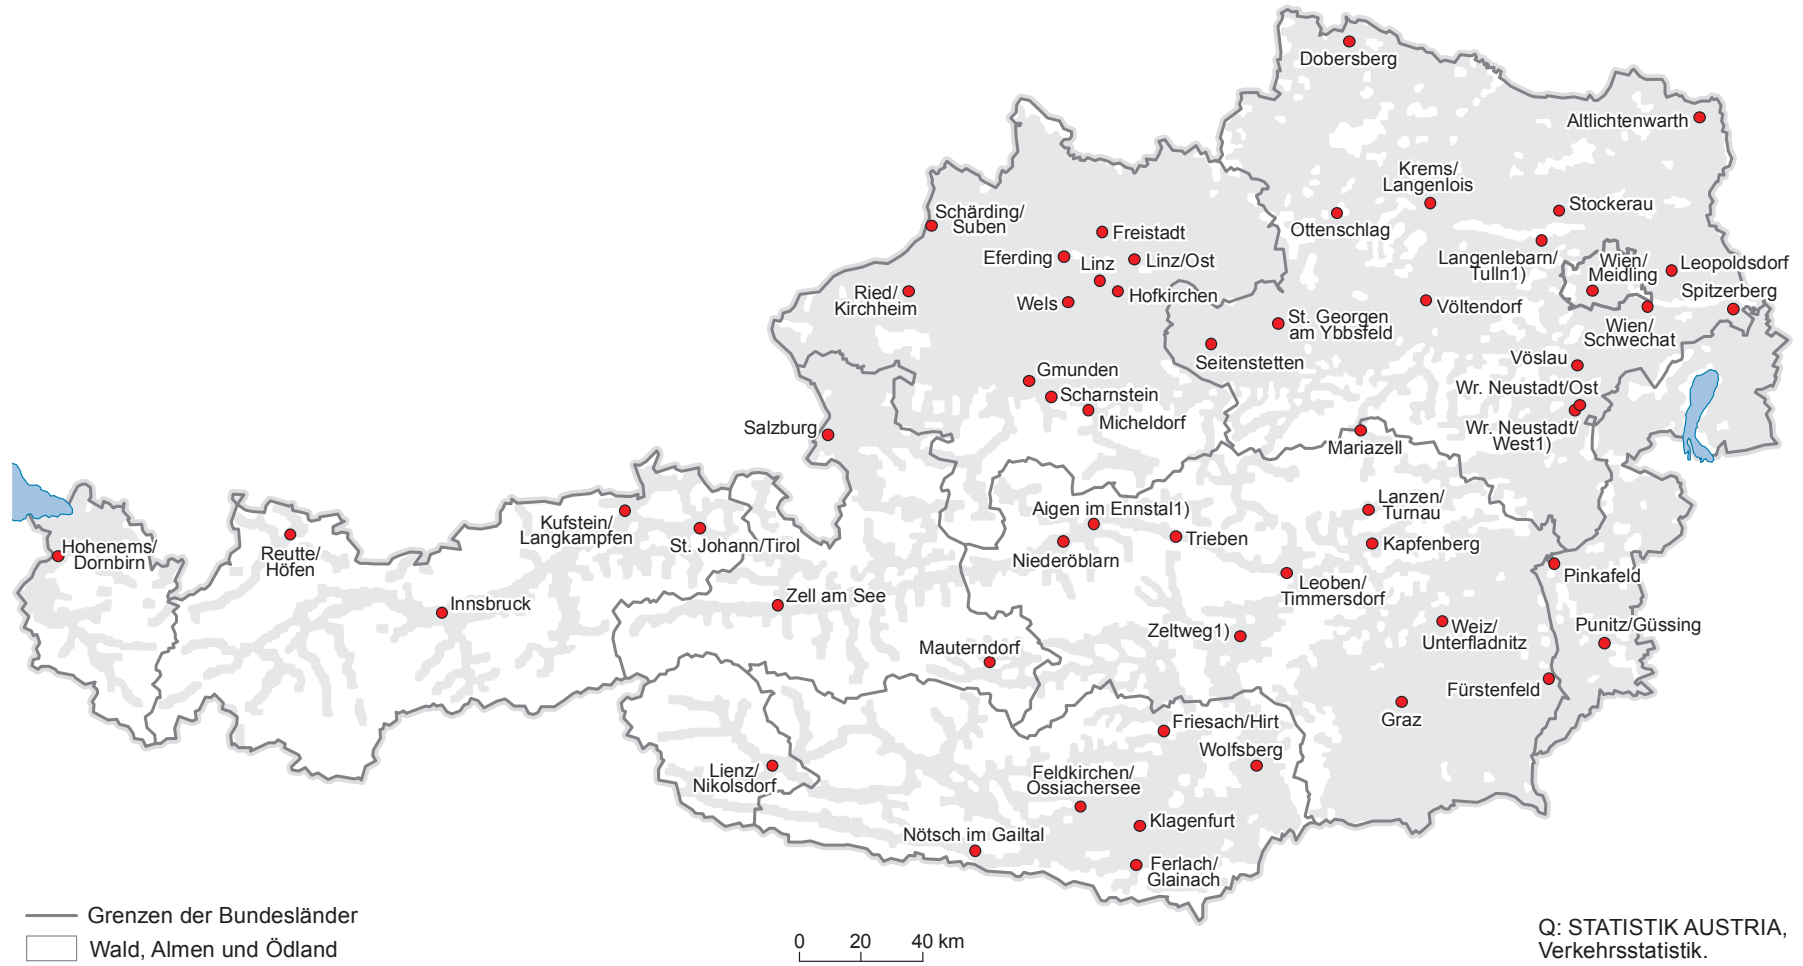 Dobersberg
Altlichtenwarth
Krems/
Langenlois
Stockerau
Ottenschlag
Schärding/
Suben
Freistadt
Eferding
Linz
Linz/Ost
Langenlebarn/
Tulln1)
Wien/
Meidling
Leopoldsdorf
Spitzerberg
Ried/
Kirchheim
Wels
Hofkirchen
Völtendorf
St. Georgen
am Ybbsfeld
Wien/
Schwechat
Seitenstetten
Vöslau
Gmunden
Scharnstein
Micheldorf
Wr. Neustadt/Ost
Wr. Neustadt/
West1)
Salzburg
Mariazell
Lanzen/
Turnau
Aigen im Ennstal1)
Kufstein/
Langkampfen
St. Johann/Tirol
Trieben
Kapfenberg
Hohenems/
Dornbirn
Reutte/
Höfen
Niederöblarn
Pinkafeld
Leoben/
Timmersdorf
Innsbruck
Zell am See
Zeltweg1)
Weiz/
Unterfladnitz
Punitz/Güssing
Mauterndorf
Fürstenfeld
Graz
Friesach/Hirt
Wolfsberg
Lienz/
Nikolsdorf
Feldkirchen/
Ossiachersee
Klagenfurt
Nötsch im Gailtal
Ferlach/
Glainach
Grenzen der Bundesländer
Wald, Almen und Ödland
0 20 40 km
Q: STATISTIK AUSTRIA,
Verkehrsstatistik.